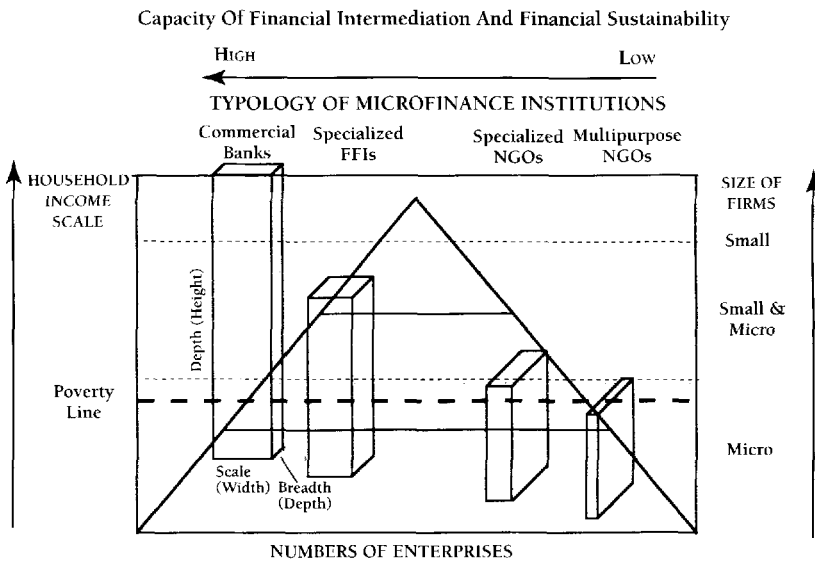 Capacity Of Financial Intermediation And Financial Sustainability
HIGH
LOW
TYPOLOGY OF MICROFINANCE INSTITUTIONS
Commercial
Banks
Specialized
FFIs
Specialized
NGOs
Multipurpose
NGOs
HOUSEHOLD
INCOME
SCALE
SIZE OF
FIRMS
Small
Depth (Height)
Small &
Micro
Poverty
Line
Micro
Scale
(Width)
Breadth
(Depth)
NUMBERS OF ENTERPRISES